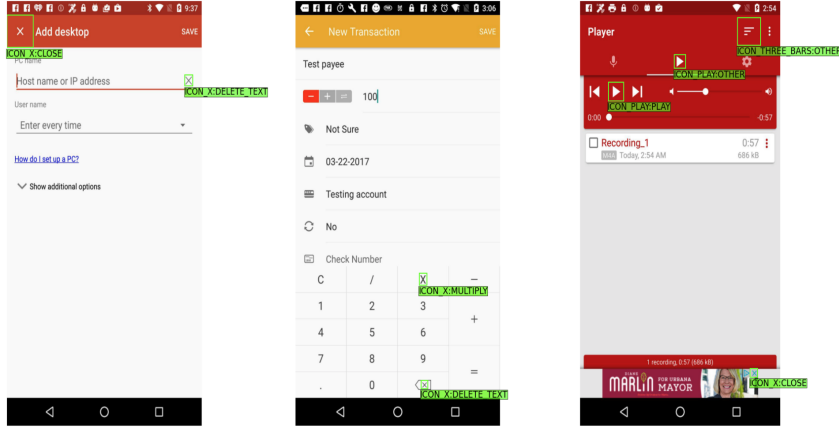 9:37
Add desktop
SAVE
ICON_X:CLOSE
PC name
Host name or IP address
ICON_X:DELETE_TEXT
User name
Enter every time
How do I set up a PC?
Show additional options
3:06
New Transaction
SAVE
Test payee
100
Not Sure
03-22-2017
Testing account
No
Check Number
C / X −
ICON_X:MULTIPLY
1 2 3
+
4 5 6
7 8 9
=
. 0
ICON_X:DELETE_TEXT
2:54
Player
ICON_THREE_BARS:OTHER
ICON_PLAY:OTHER
ICON_PLAY:PLAY
0:00 -0:57
Recording_1 0:57
M4A Today, 2:54 AM 686 kB
1 recording, 0:57 (686 kB)
DIANE
MARLIN FOR URBANA
MAYOR
ICON_X:CLOSE